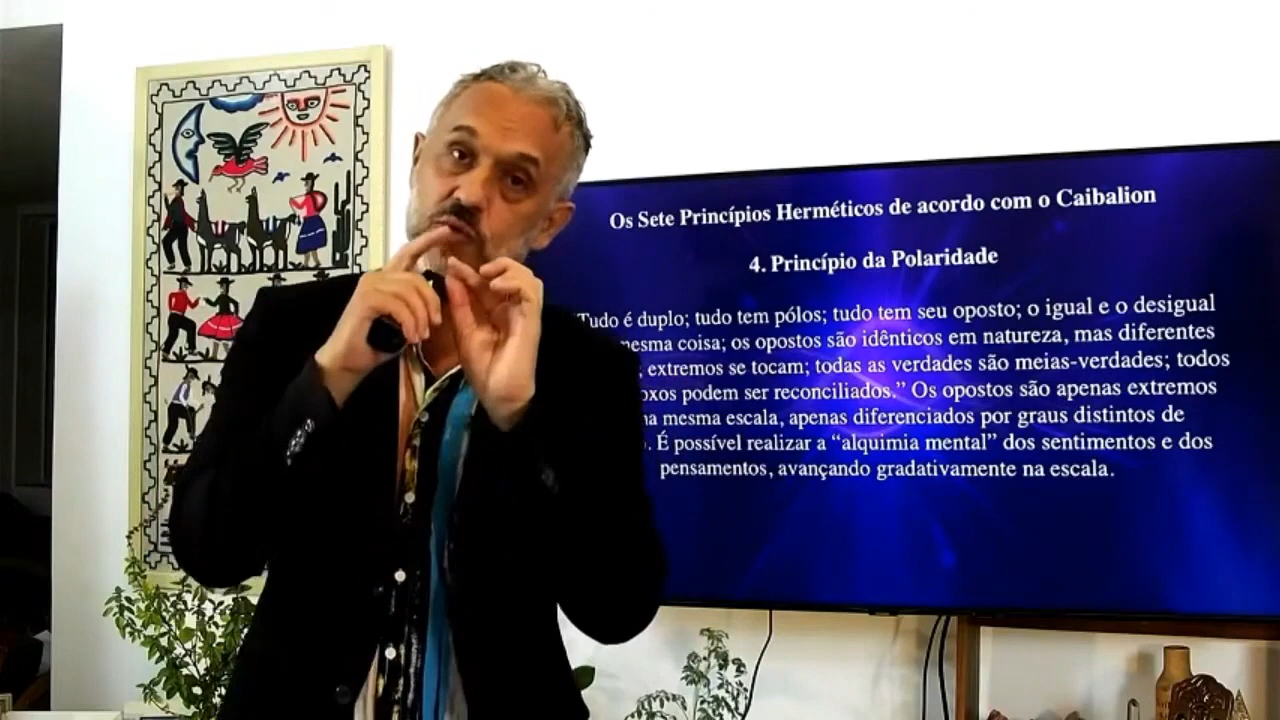 Os Sete Princípios Herméticos de acordo com o Caibalion
4. Princípio da Polaridade
Tudo é duplo; tudo tem pólos; tudo tem seu oposto; o igual e o desigual
coisa; os opostos são idênticos em natureza, mas diferentes
extremos se tocam; todas as verdades são meias-verdades; todos
podem ser reconciliados.” Os opostos são apenas extremos
mesma escala, apenas diferenciados por graus distintos de
É possível realizar a “alquimia mental” dos sentimentos e dos
pensamentos, avançando gradativamente na escala.